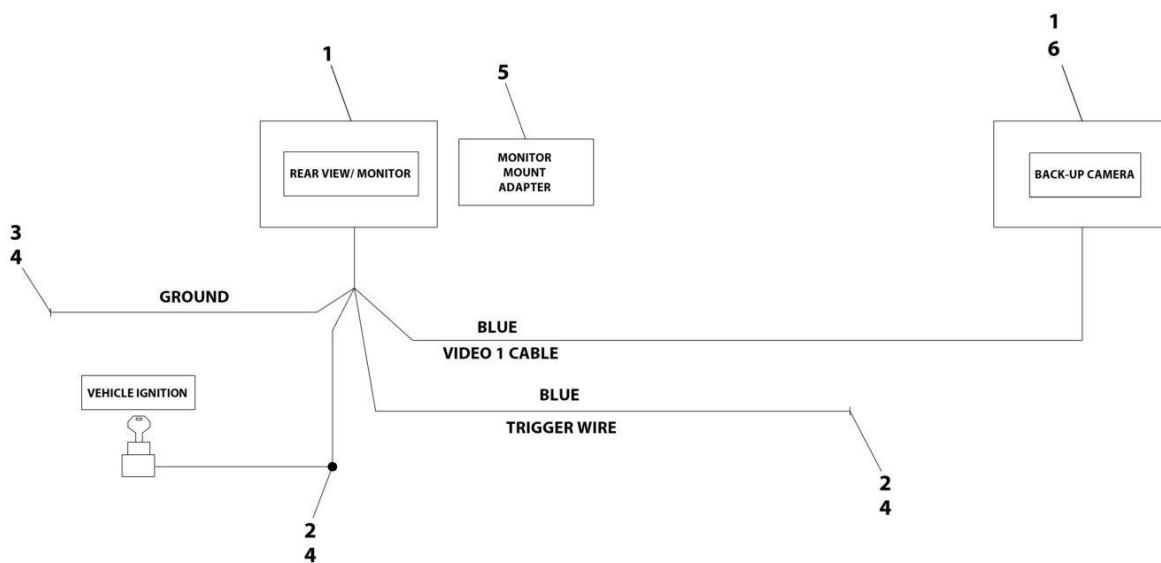 1
5
1
6
REAR VIEW/ MONITOR
MONITOR
MOUNT
ADAPTER
BACK-UP CAMERA
3
4
GROUND
BLUE
VIDEO 1 CABLE
VEHICLE IGNITION
BLUE
TRIGGER WIRE
2
4
2
4